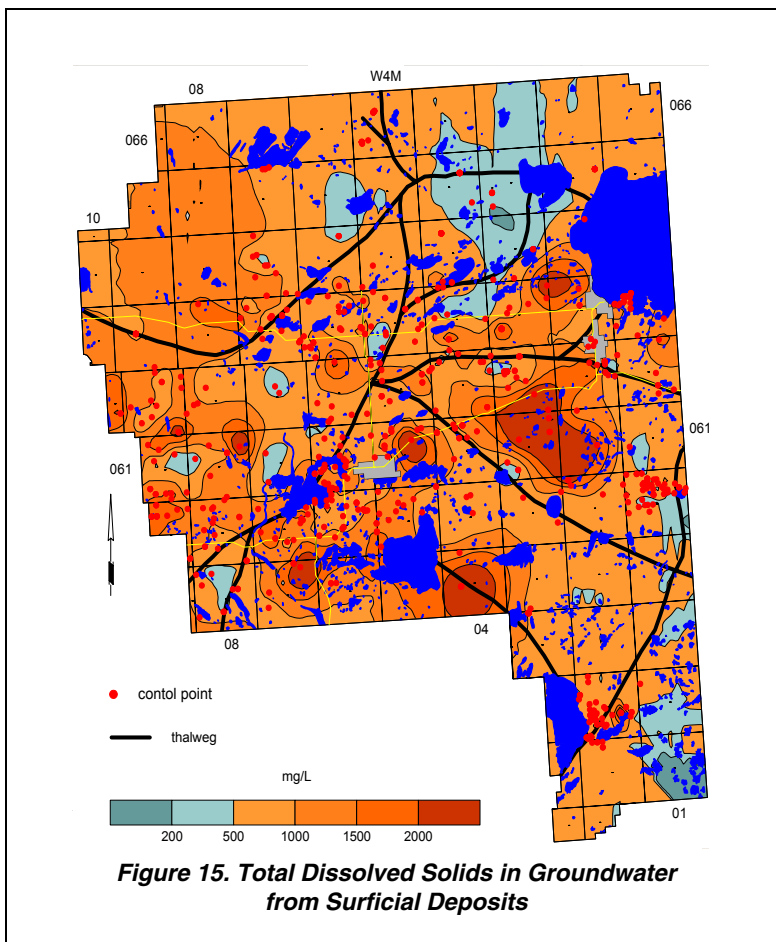 08
W4M
066
066
10
061
061
08
04
contol point
thalweg
mg/L
200 500 1000 1500 2000
01
Figure 15. Total Dissolved Solids in Groundwater
from Surficial Deposits